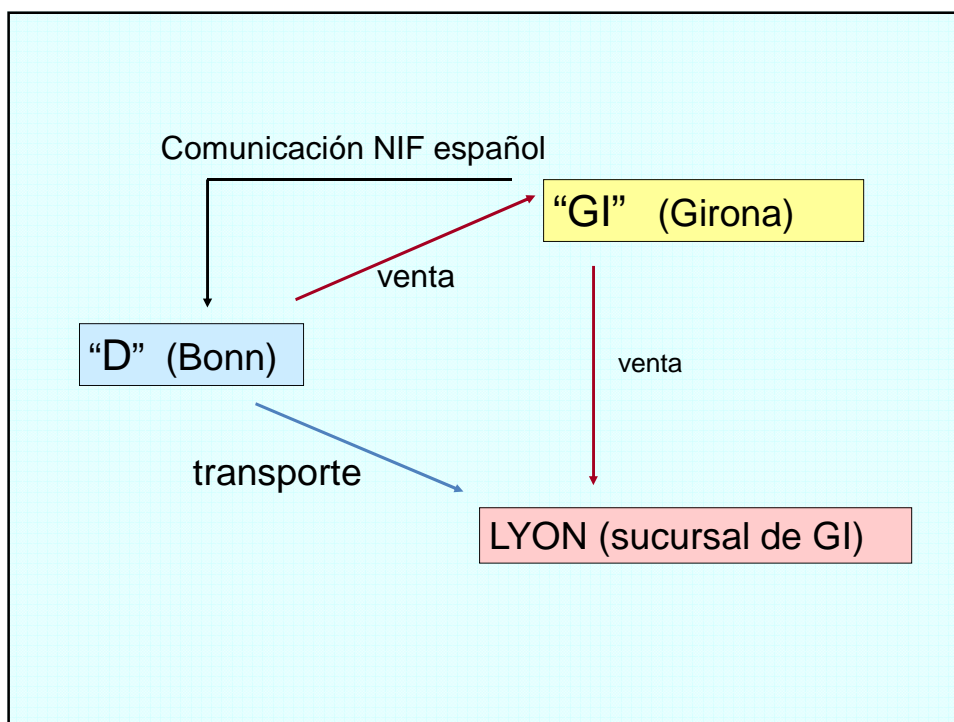 Comunicación NIF español
“GI” (Girona)
venta
“D” (Bonn)
venta
transporte
LYON (sucursal de GI)